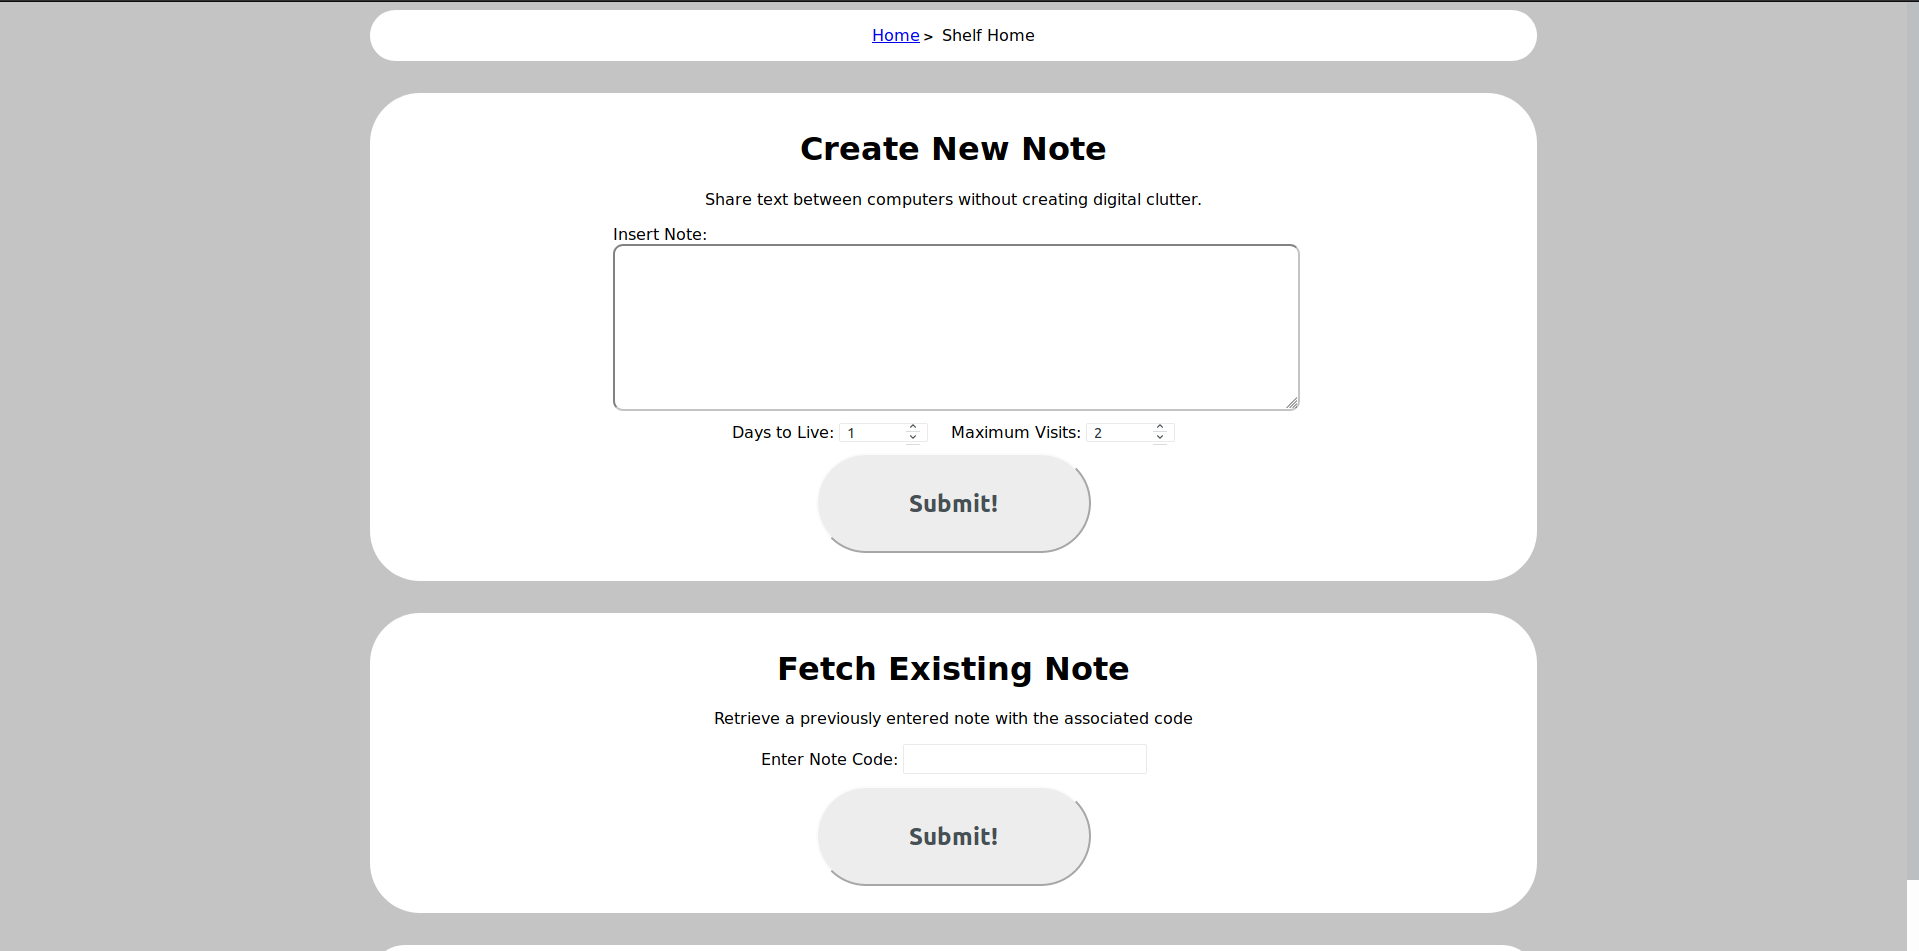 Home > Shelf Home
Create New Note
Share text between computers without creating digital clutter.
Insert Note:
Days to Live: 1 Maximum Visits: 2
Submit!
Fetch Existing Note
Retrieve a previously entered note with the associated code
Enter Note Code:
Submit!